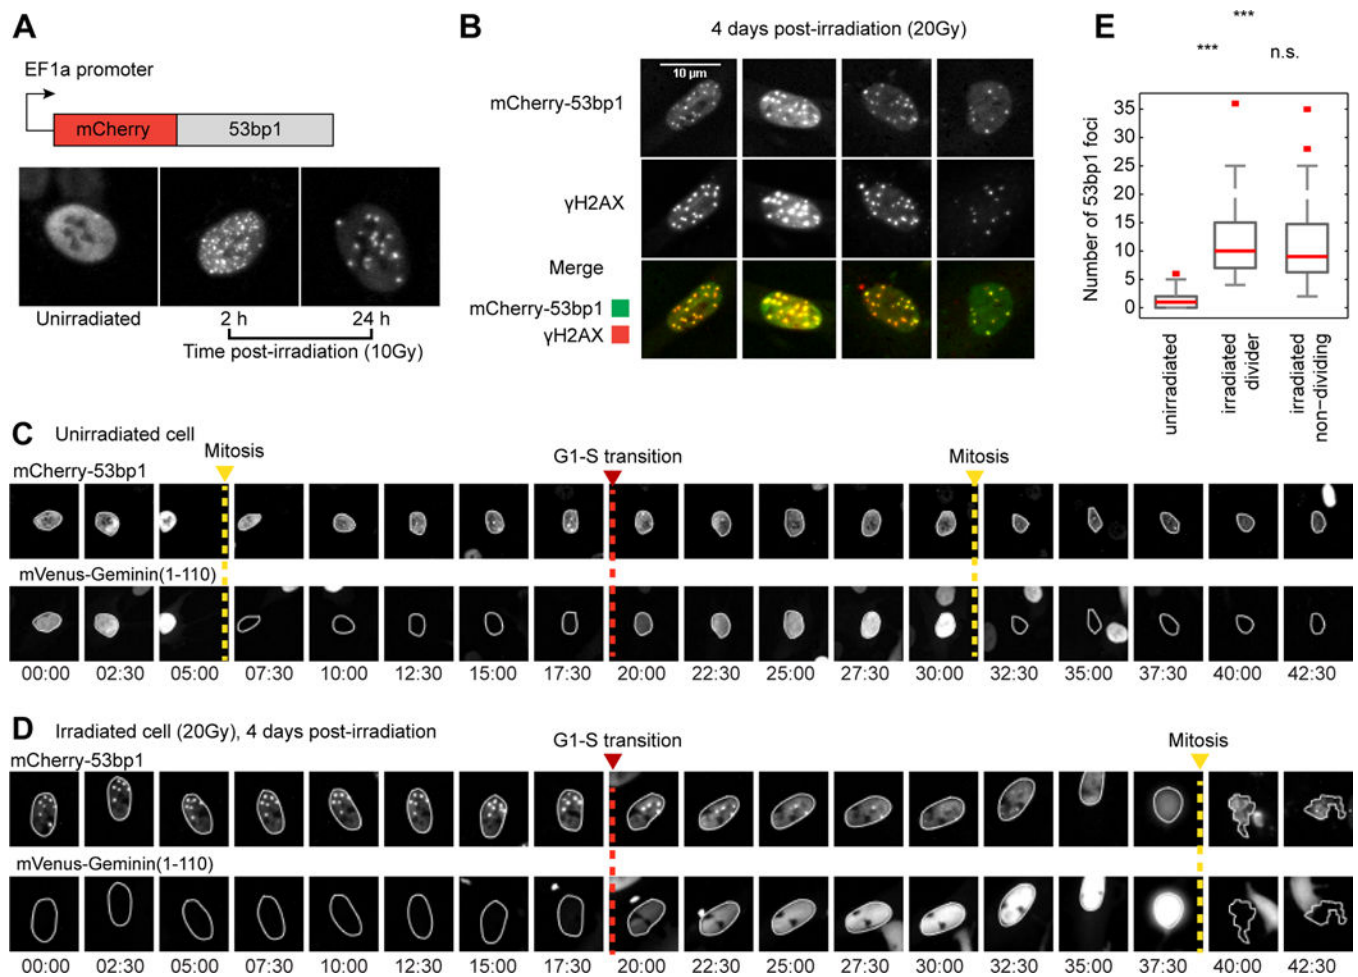 A
EF1a promoter
mCherry 53bp1
Unirradiated 2 h 24 h
Time post-irradiation (10Gy)
B 4 days post-irradiation (20Gy)
10 µm
mCherry-53bp1
γH2AX
Merge
mCherry-53bp1
γH2AX
E
***
*** n.s.
Number of 53bp1 foci
35
30
25
20
15
10
5
0
unirradiated
irradiated divider
irradiated non-dividing
C Unirradiated cell
Mitosis G1-S transition Mitosis
mCherry-53bp1
mVenus-Geminin(1-110)
00:00 02:30 05:00 07:30 10:00 12:30 15:00 17:30 20:00 22:30 25:00 27:30 30:00 32:30 35:00 37:30 40:00 42:30
D Irradiated cell (20Gy), 4 days post-irradiation
G1-S transition Mitosis
mCherry-53bp1
mVenus-Geminin(1-110)
00:00 02:30 05:00 07:30 10:00 12:30 15:00 17:30 20:00 22:30 25:00 27:30 30:00 32:30 35:00 37:30 40:00 42:30